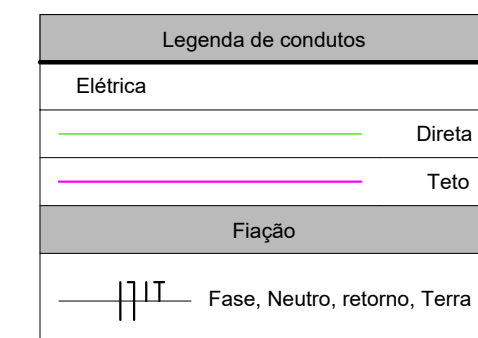 Legenda de condutos
Elétrica
Direta
Teto
Fiação
Fase, Neutro, retorno, Terra